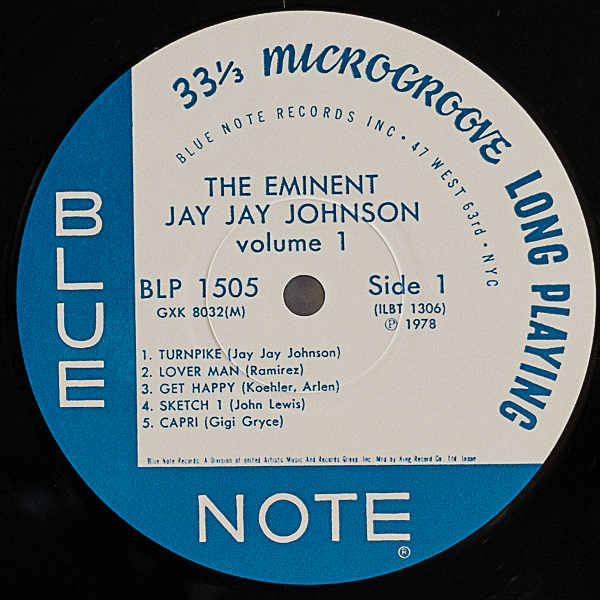 33⅓ MICROGROOVE LONG PLAYING
BLUE NOTE RECORDS INC • 47 WEST 63rd • NYC
THE EMINENT
JAY JAY JOHNSON
volume 1
BLP 1505 Side 1
GXK 8032(M) (ILBT 1306)
℗ 1978
1. TURNPIKE (Jay Jay Johnson)
2. LOVER MAN (Ramirez)
3. GET HAPPY (Koehler, Arlen)
4. SKETCH 1 (John Lewis)
5. CAPRI (Gigi Gryce)
Blue Note Records A Division of United Artists Music And Records Group, Inc. Mfd by King Record Co., Ltd. Japan
BLUE
NOTE®